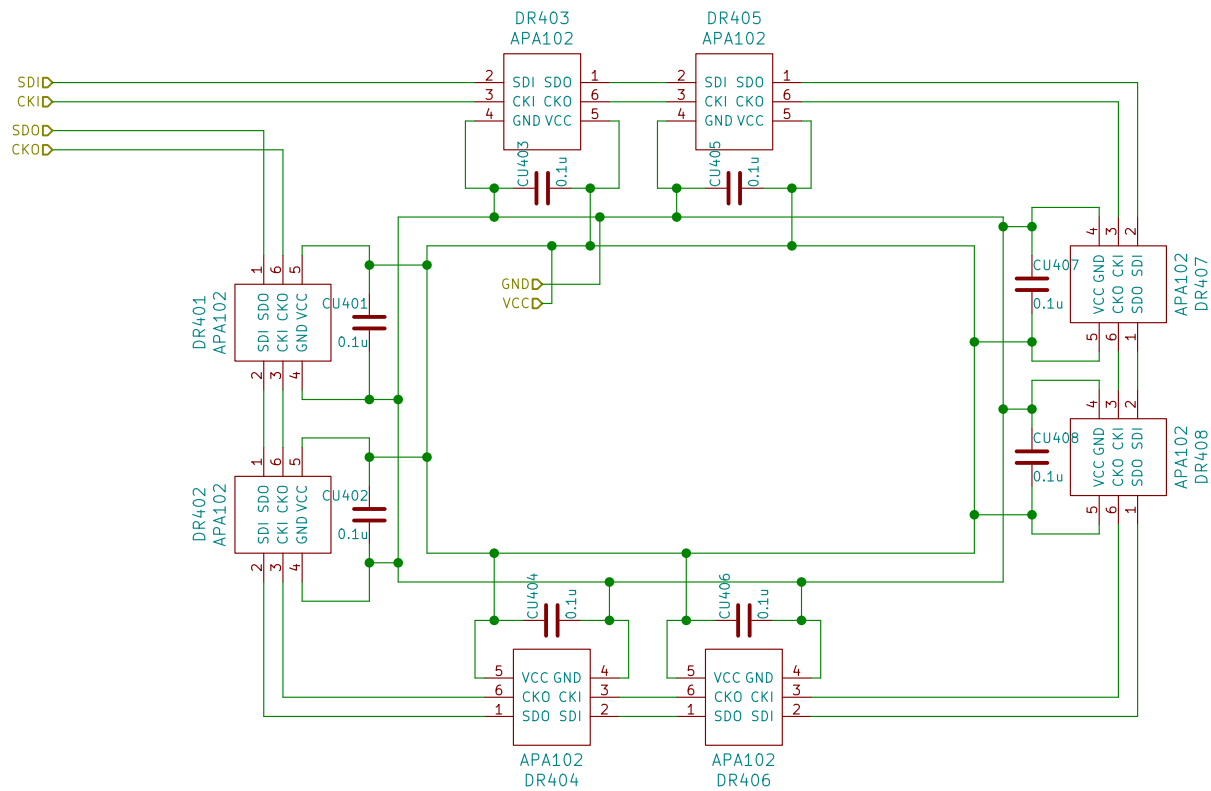 DR403
APA102
DR405
APA102
SDI
CKI
SDO
CKO
2 SDI SDO 1
3 CKI CKO 6
4 GND VCC 5
CU403
0.1u
2 SDI SDO 1
3 CKI CKO 6
4 GND VCC 5
CU405
0.1u
GND
VCC
DR401
APA102
1 SDO SDI 2
6 CKO CKI 3
5 VCC GND 4
CU401
0.1u
DR402
APA102
1 SDO SDI 2
6 CKO CKI 3
5 VCC GND 4
CU402
0.1u
CU407
0.1u
4 GND VCC 5
3 CKI CKO 6
2 SDI SDO 1
APA102
DR407
CU408
0.1u
4 GND VCC 5
3 CKI CKO 6
2 SDI SDO 1
APA102
DR408
CU404
0.1u
5 VCC GND 4
6 CKO CKI 3
1 SDO SDI 2
APA102
DR404
CU406
0.1u
5 VCC GND 4
6 CKO CKI 3
1 SDO SDI 2
APA102
DR406